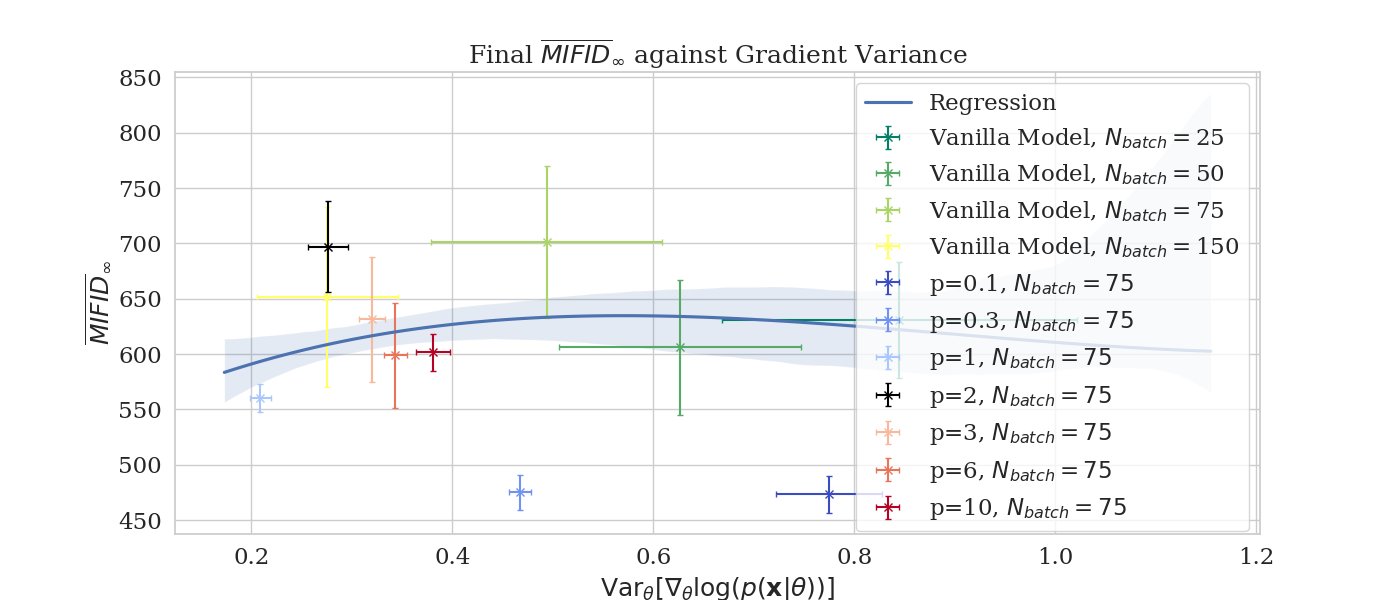 Final $\overline{MIFID}_\infty$ against Gradient Variance
850
800
750
700
650
600
550
500
450
$\overline{MIFID}_\infty$
0.2 0.4 0.6 0.8 1.0 1.2
Var$_\theta$[∇$_\theta$log($p$(**x**|$\theta$))]
Regression
Vanilla Model, $N_{batch} = 25$
Vanilla Model, $N_{batch} = 50$
Vanilla Model, $N_{batch} = 75$
Vanilla Model, $N_{batch} = 150$
p=0.1, $N_{batch} = 75$
p=0.3, $N_{batch} = 75$
p=1, $N_{batch} = 75$
p=2, $N_{batch} = 75$
p=3, $N_{batch} = 75$
p=6, $N_{batch} = 75$
p=10, $N_{batch} = 75$